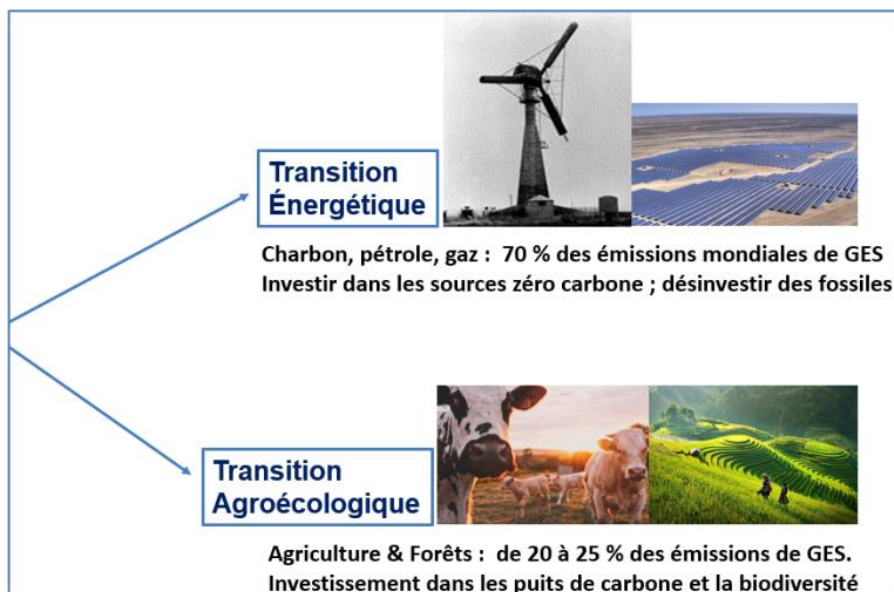 Transition
Énergétique
Charbon, pétrole, gaz : 70 % des émissions mondiales de GES
Investir dans les sources zéro carbone ; désinvestir des fossiles
Transition
Agroécologique
Agriculture & Forêts : de 20 à 25 % des émissions de GES.
Investissement dans les puits de carbone et la biodiversité